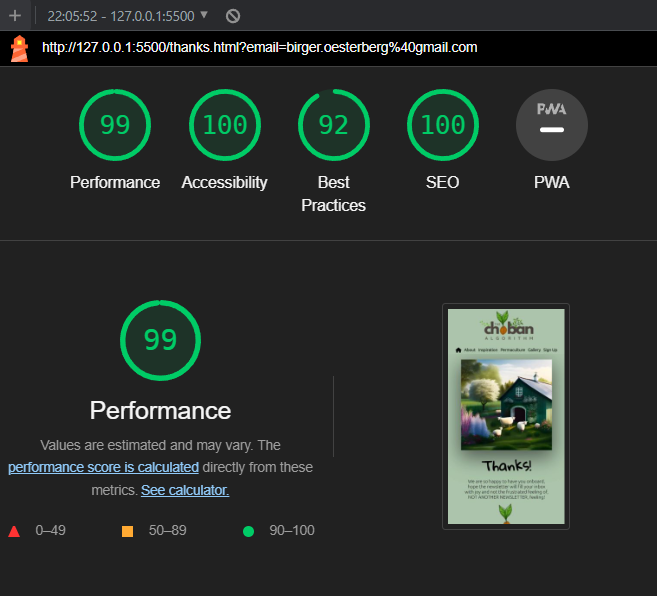 22:05:52 - 127.0.0.1:5500
http://127.0.0.1:5500/thanks.html?email=birger.oesterberg%40gmail.com
99
100
92
100
PWA
Performance
Accessibility
Best
Practices
SEO
PWA
99
Performance
Values are estimated and may vary. The
performance score is calculated directly from these
metrics. See calculator.
0–49
50–89
90–100
choban
ALGORITHM
About Inspiration Permaculture Gallery Sign Up
Thanks!
We are so happy to have you onboard,
hope the newsletter will fill your inbox
with joy and not the frustrated feeling of,
NOT ANOTHER NEWSLETTER, feeling!